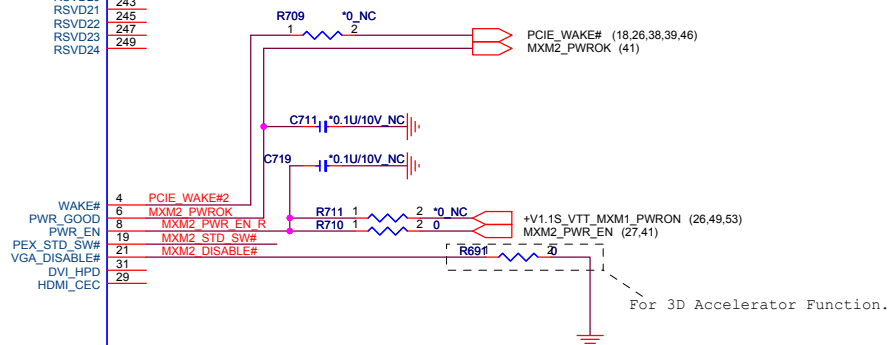 243
RSVD21
245
RSVD22
247
RSVD23
249
RSVD24
R709 *0_NC
1 2
PCIE_WAKE# (18,26,38,39,46)
MXM2_PWROK (41)
C711 *0.1U/10V_NC
C719 *0.1U/10V_NC
WAKE# 4 PCIE_WAKE#2
PWR_GOOD 6 MXM2_PWROK
PWR_EN 8 MXM2_PWR_EN_R
PEX_STD_SW# 19 MXM2_STD_SW#
VGA_DISABLE# 21 MXM2_DISABLE#
DVI_HPD 31
HDMI_CEC 29
R711 1 2 *0_NC
+V1.1S_VTT_MXM1_PWRON (26,49,53)
R710 1 2 0
MXM2_PWR_EN (27,41)
R691 1 2 0
For 3D Accelerator Function.